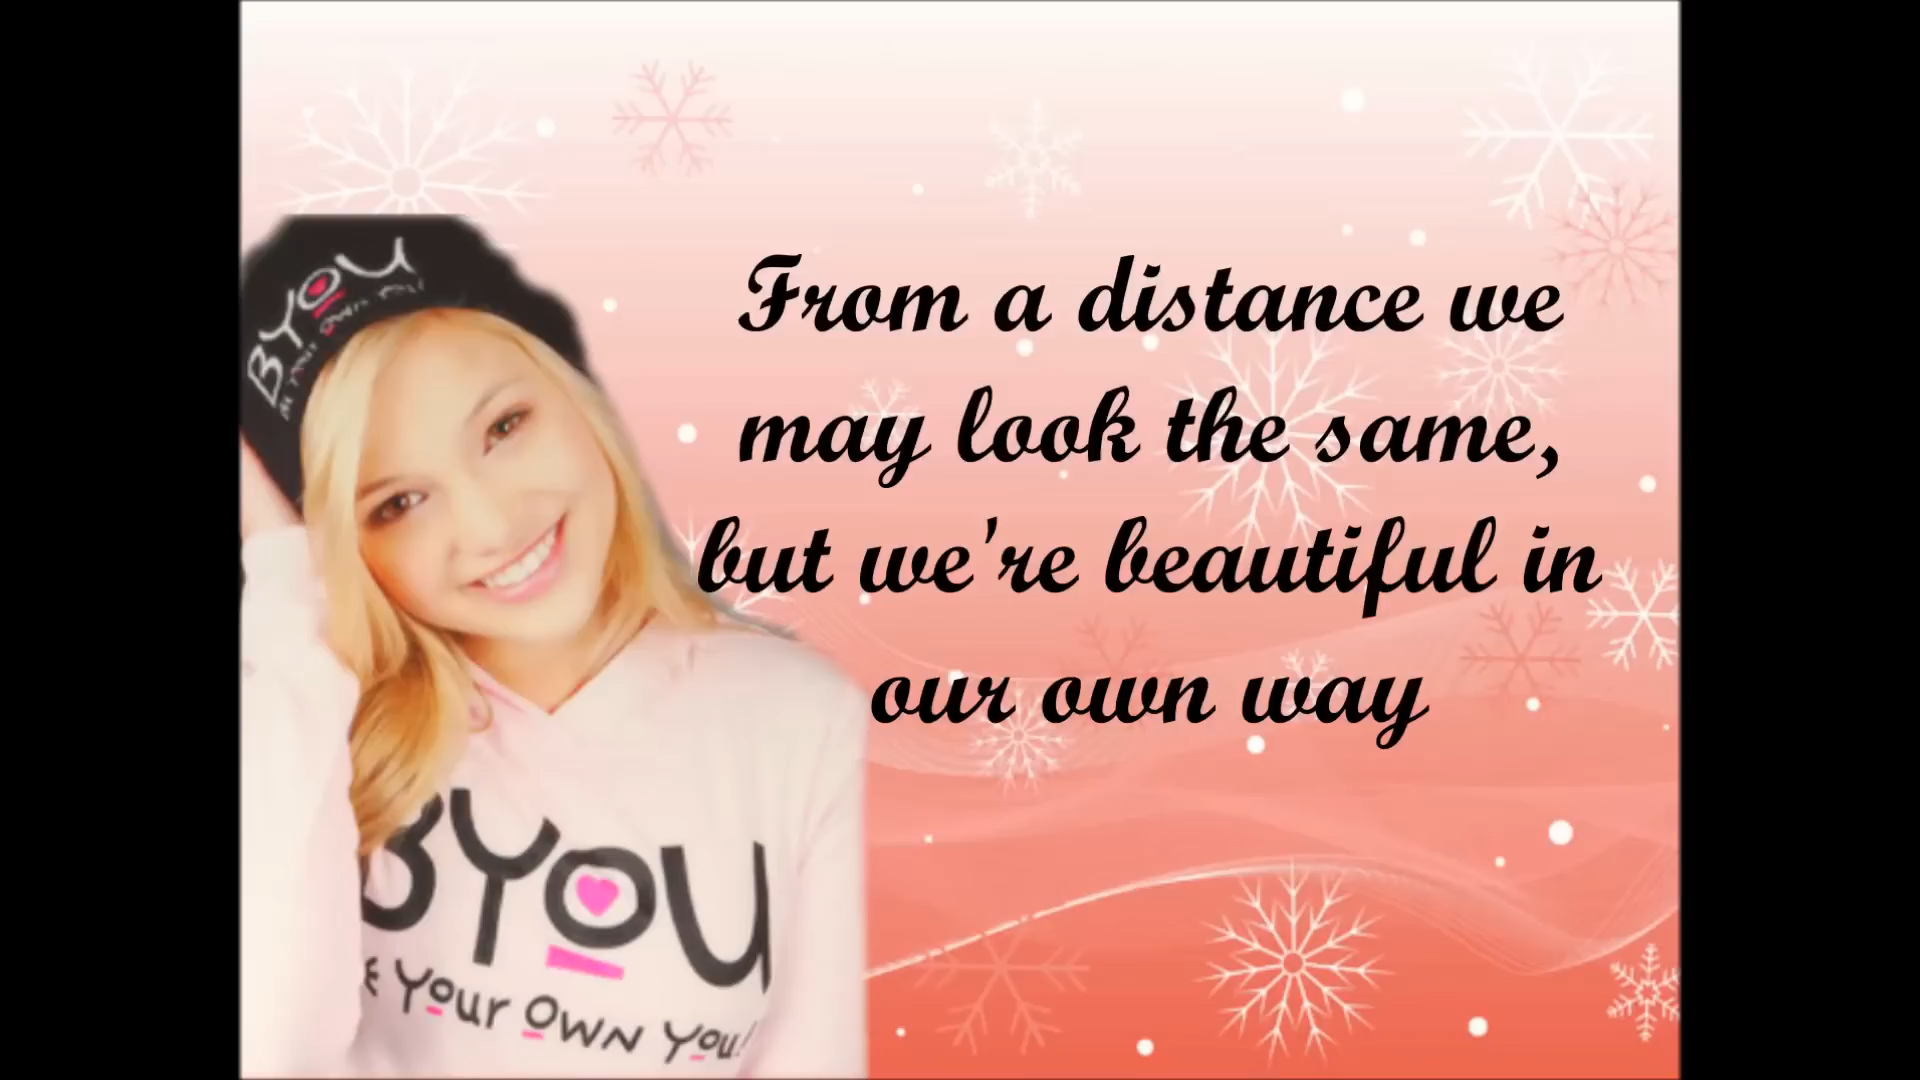 BYOU
From a distance we
may look the same,
but we're beautiful in
our own way
BYOU
Your Own You!